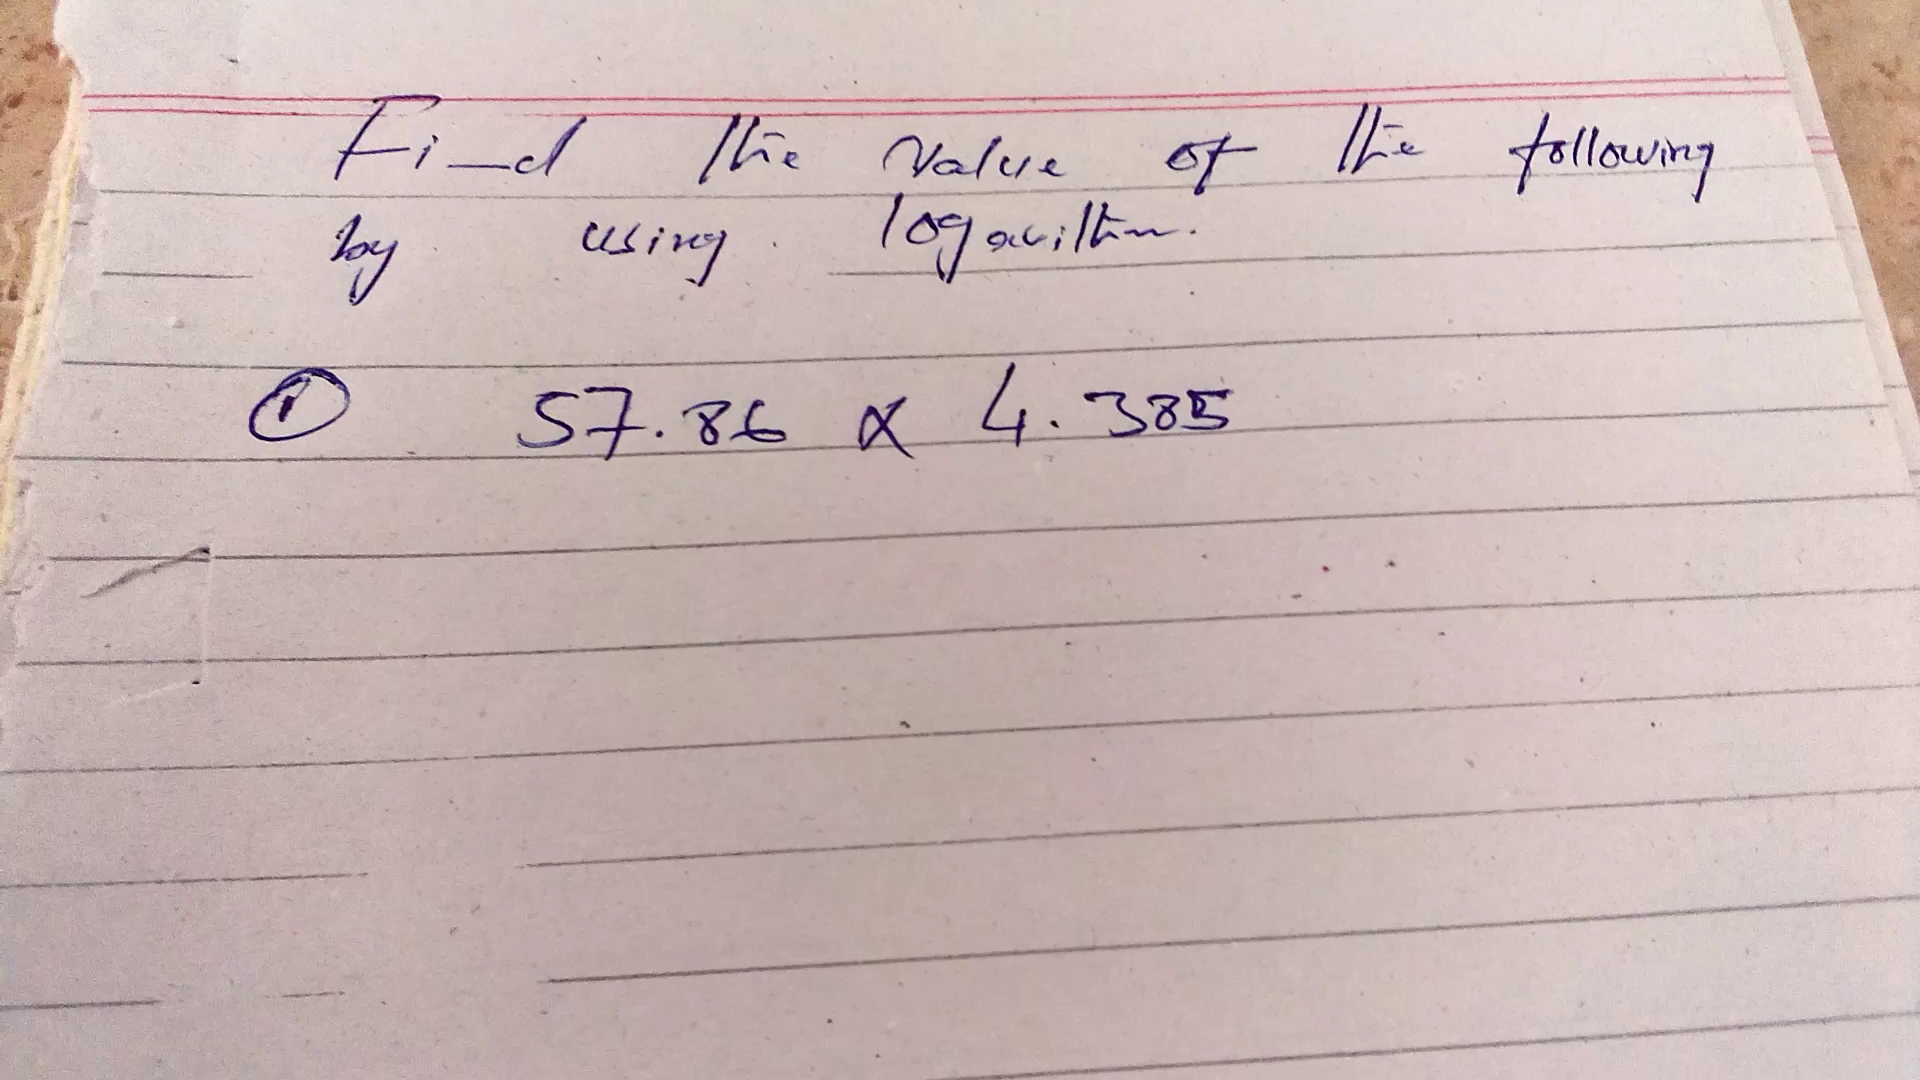 Find the value of the following
by using logarithm.
① 57.86 × 4.385